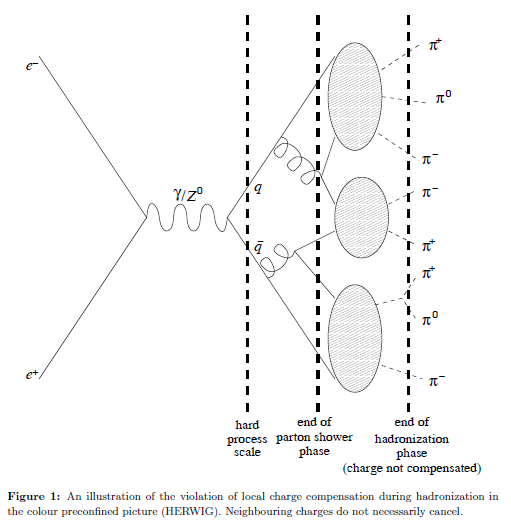 e⁻
γ/Z⁰
e⁺
q
q̄
π⁺
π⁰
π⁻
π⁻
π⁺
π⁺
π⁰
π⁻
hard
process
scale
end of
parton shower
phase
end of
hadronization
phase
(charge not compensated)
Figure 1: An illustration of the violation of local charge compensation during hadronization in
the colour preconfined picture (HERWIG). Neighbouring charges do not necessarily cancel.